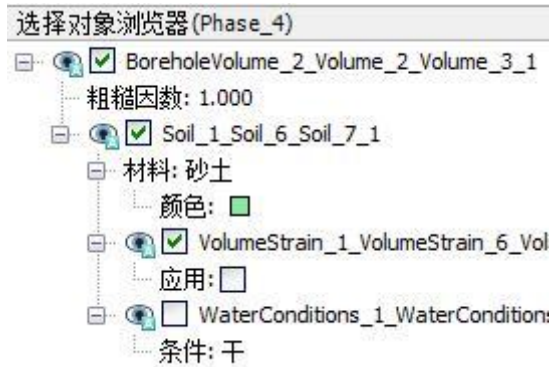 选择对象浏览器(Phase_4)
BoreholeVolume_2_Volume_2_Volume_3_1
粗糙因数: 1.000
Soil_1_Soil_6_Soil_7_1
材料: 砂土
颜色:
VolumeStrain_1_VolumeStrain_6_Vol
应用:
WaterConditions_1_WaterConditions
条件: 干